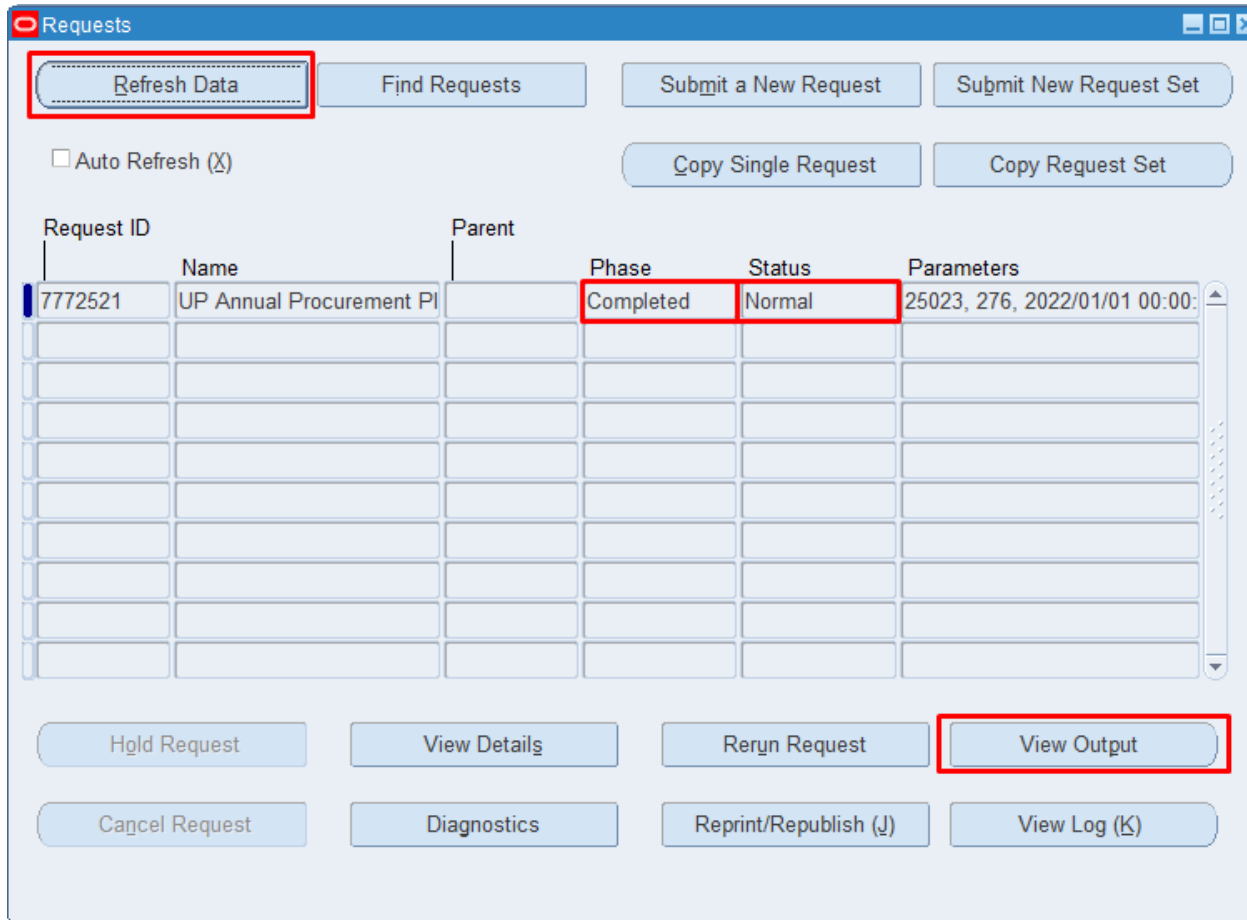 Requests
Refresh Data Find Requests Submit a New Request Submit New Request Set
Auto Refresh (X) Copy Single Request Copy Request Set
Request ID Parent
Name Phase Status Parameters
7772521 UP Annual Procurement Pl Completed Normal 25023, 276, 2022/01/01 00:00:
Hold Request View Details Rerun Request View Output
Cancel Request Diagnostics Reprint/Republish (J) View Log (K)